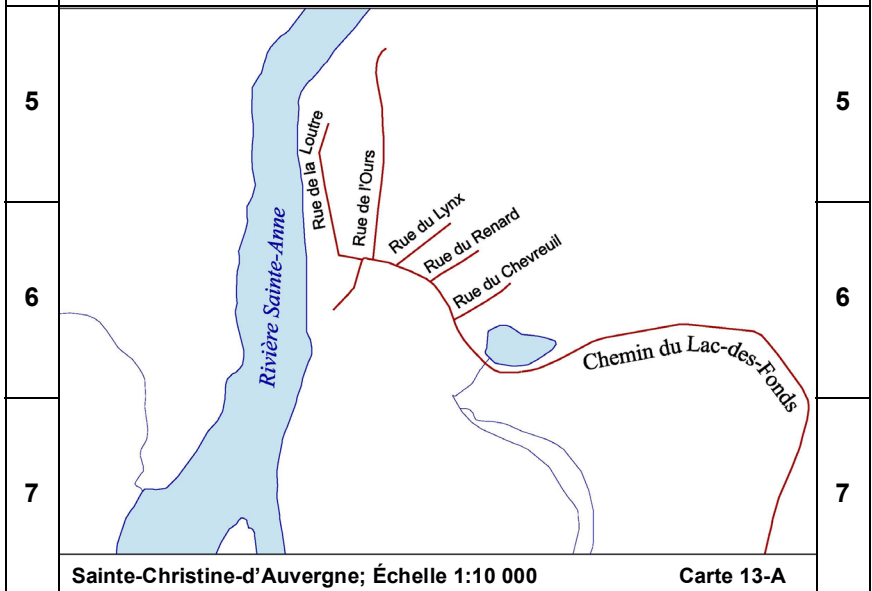 5
5
Rue de la Loutre
Rue de l'Ours
Rue du Lynx
Rue du Renard
Rue du Chevreuil
Rivière Sainte-Anne
6
6
Chemin du Lac-des-Fonds
7
7
Sainte-Christine-d'Auvergne; Échelle 1:10 000
Carte 13-A